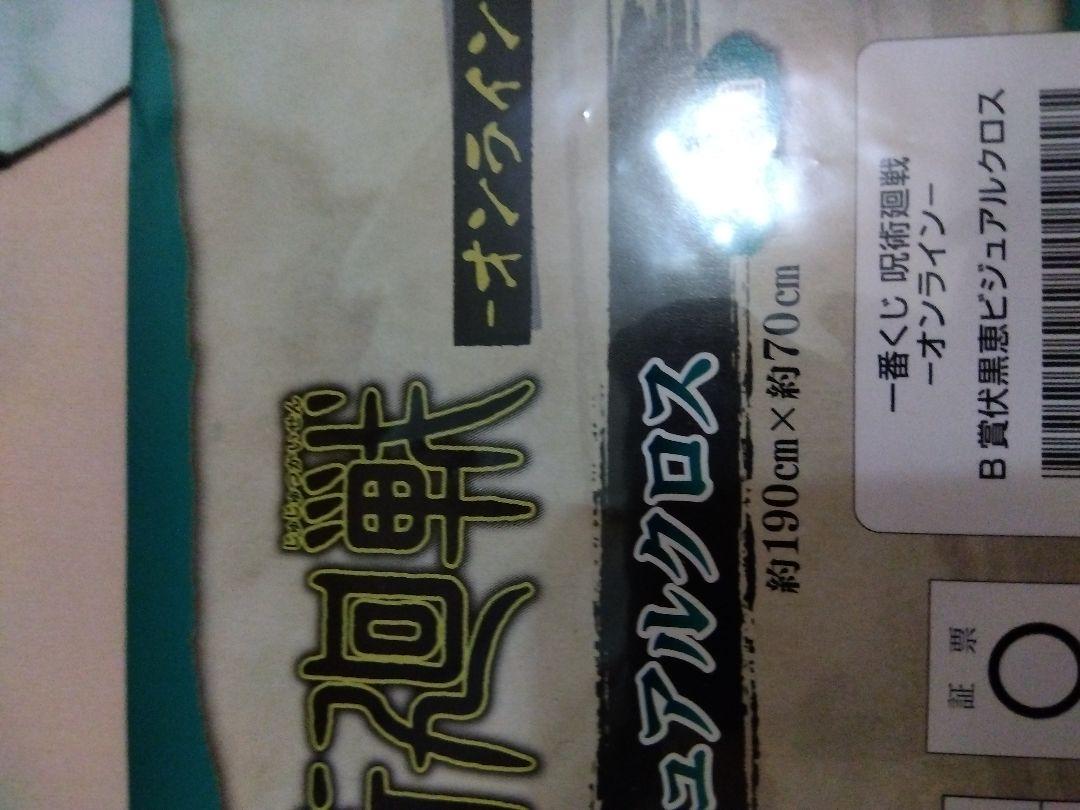 じゅじゅつかいせん
術廻戦
-オンライン
ュアルクロス
約190cm×約70cm
一番くじ 呪術廻戦
−オンライン−
B賞伏黒恵ビジュアルクロス
証 票